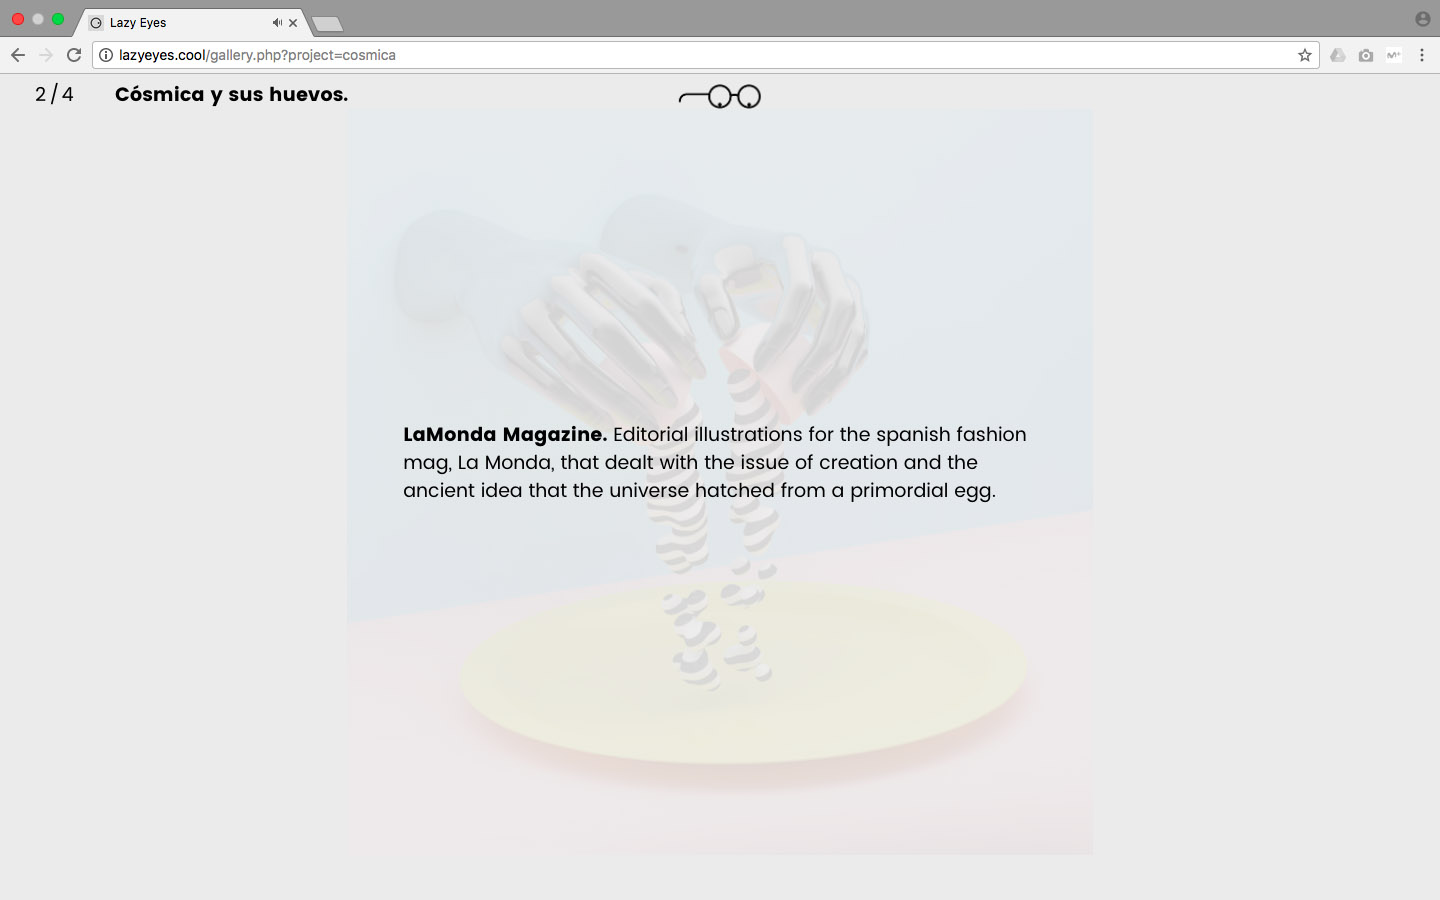 Lazy Eyes
lazyeyes.cool/gallery.php?project=cosmica
2 / 4 Cósmica y sus huevos.
LaMonda Magazine. Editorial illustrations for the spanish fashion
mag, La Monda, that dealt with the issue of creation and the
ancient idea that the universe hatched from a primordial egg.